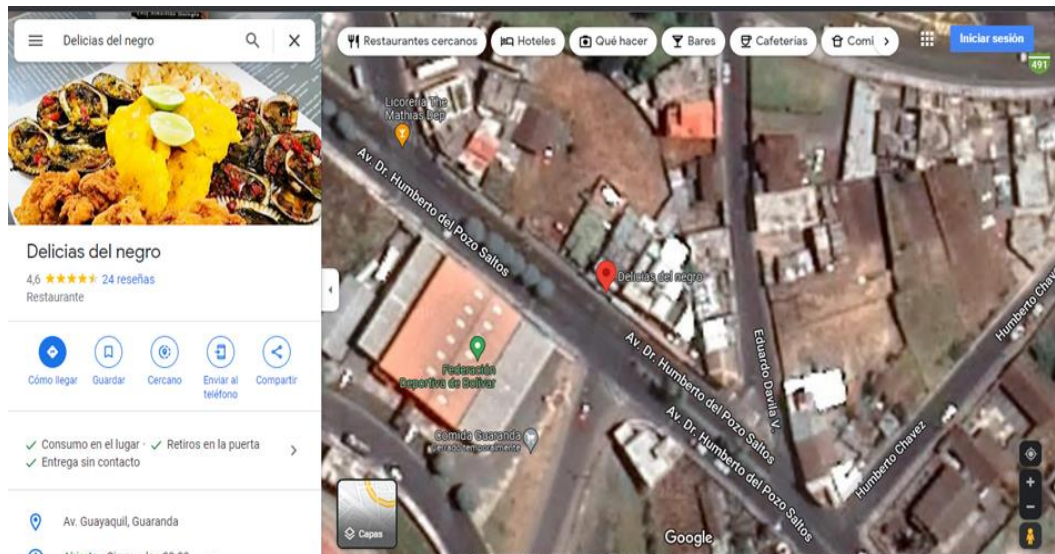 Delicias del negro
Restaurantes cercanos
Hoteles
Qué hacer
Bares
Cafeterías
Comi
Iniciar sesión
491
Licorería The
Mathias Dep
Av. Dr. Humberto del Pozo Saltos
Delicias del negro
Federación
Deportiva de Bolívar
Comida Guaranda
Cerrado temporalmente
Av. Dr. Humberto del Pozo Saltos
Av. Dr. Humberto del Pozo Saltos
Eduardo Davila V.
Humberto Chavez
Humberto Chavez
Capas
Google
Delicias del negro
4,6 24 reseñas
Restaurante
Cómo llegar
Guardar
Cercano
Enviar al
teléfono
Compartir
Consumo en el lugar · Retiros en la puerta
Entrega sin contacto
Av. Guayaquil, Guaranda